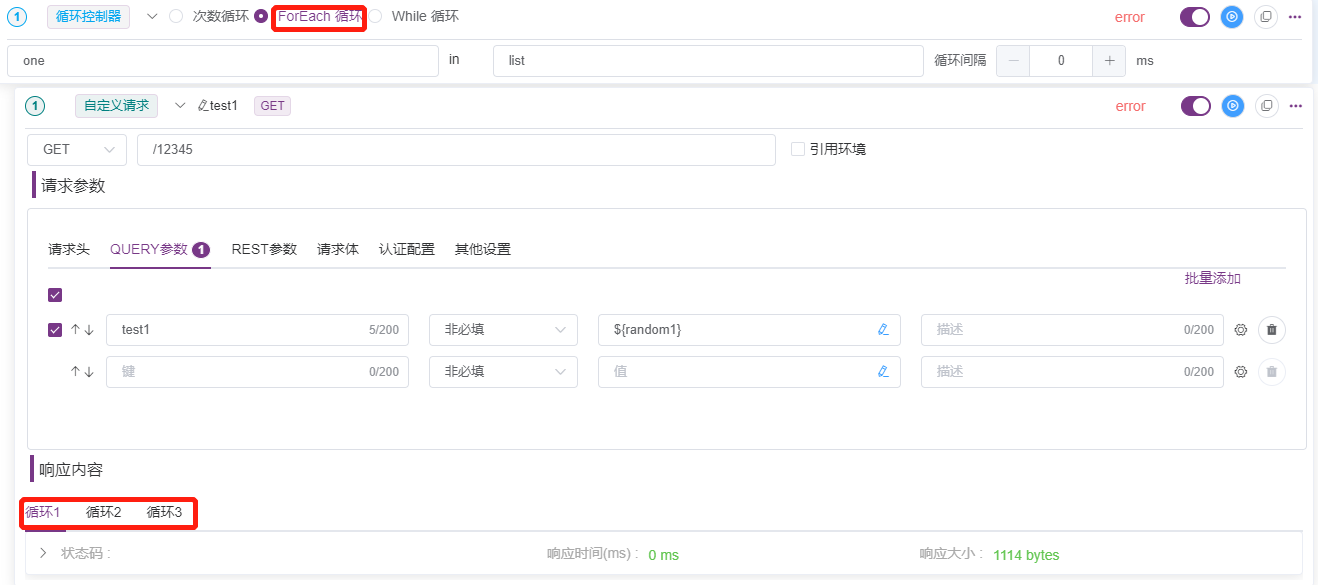 1 循环控制器 次数循环 ForEach 循环 While 循环 error
one in list 循环间隔 0 ms
1 自定义请求 test1 GET error
GET /12345 引用环境
请求参数
请求头 QUERY参数 1 REST参数 请求体 认证配置 其他设置
批量添加
test1 5/200 非必填 ${random1} 描述 0/200
键 0/200 非必填 值 描述 0/200
响应内容
循环1 循环2 循环3
状态码 : 响应时间(ms) : 0 ms 响应大小 : 1114 bytes